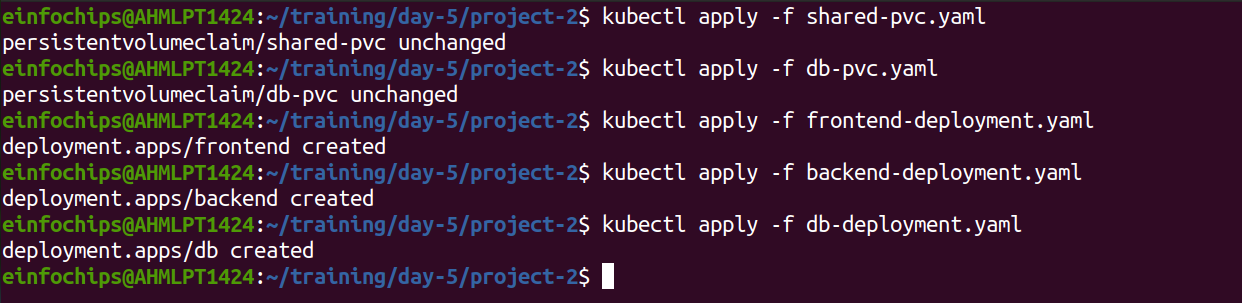 einfochips@AHMLPT1424:~/training/day-5/project-2$ kubectl apply -f shared-pvc.yaml
persistentvolumeclaim/shared-pvc unchanged
einfochips@AHMLPT1424:~/training/day-5/project-2$ kubectl apply -f db-pvc.yaml
persistentvolumeclaim/db-pvc unchanged
einfochips@AHMLPT1424:~/training/day-5/project-2$ kubectl apply -f frontend-deployment.yaml
deployment.apps/frontend created
einfochips@AHMLPT1424:~/training/day-5/project-2$ kubectl apply -f backend-deployment.yaml
deployment.apps/backend created
einfochips@AHMLPT1424:~/training/day-5/project-2$ kubectl apply -f db-deployment.yaml
deployment.apps/db created
einfochips@AHMLPT1424:~/training/day-5/project-2$